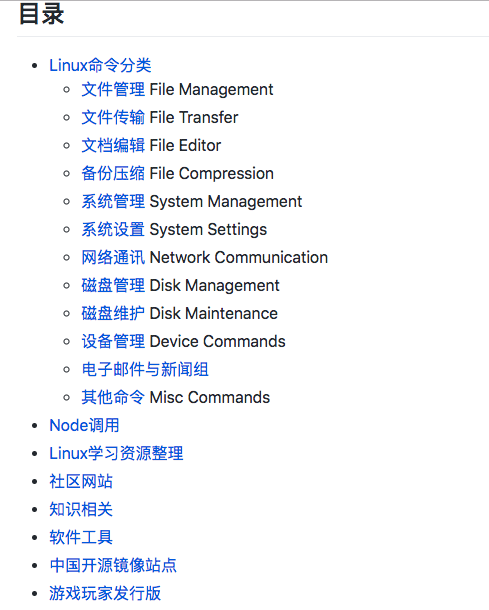 目录
Linux命令分类
文件管理 File Management
文件传输 File Transfer
文档编辑 File Editor
备份压缩 File Compression
系统管理 System Management
系统设置 System Settings
网络通讯 Network Communication
磁盘管理 Disk Management
磁盘维护 Disk Maintenance
设备管理 Device Commands
电子邮件与新闻组
其他命令 Misc Commands
Node调用
Linux学习资源整理
社区网站
知识相关
软件工具
中国开源镜像站点
游戏玩家发行版